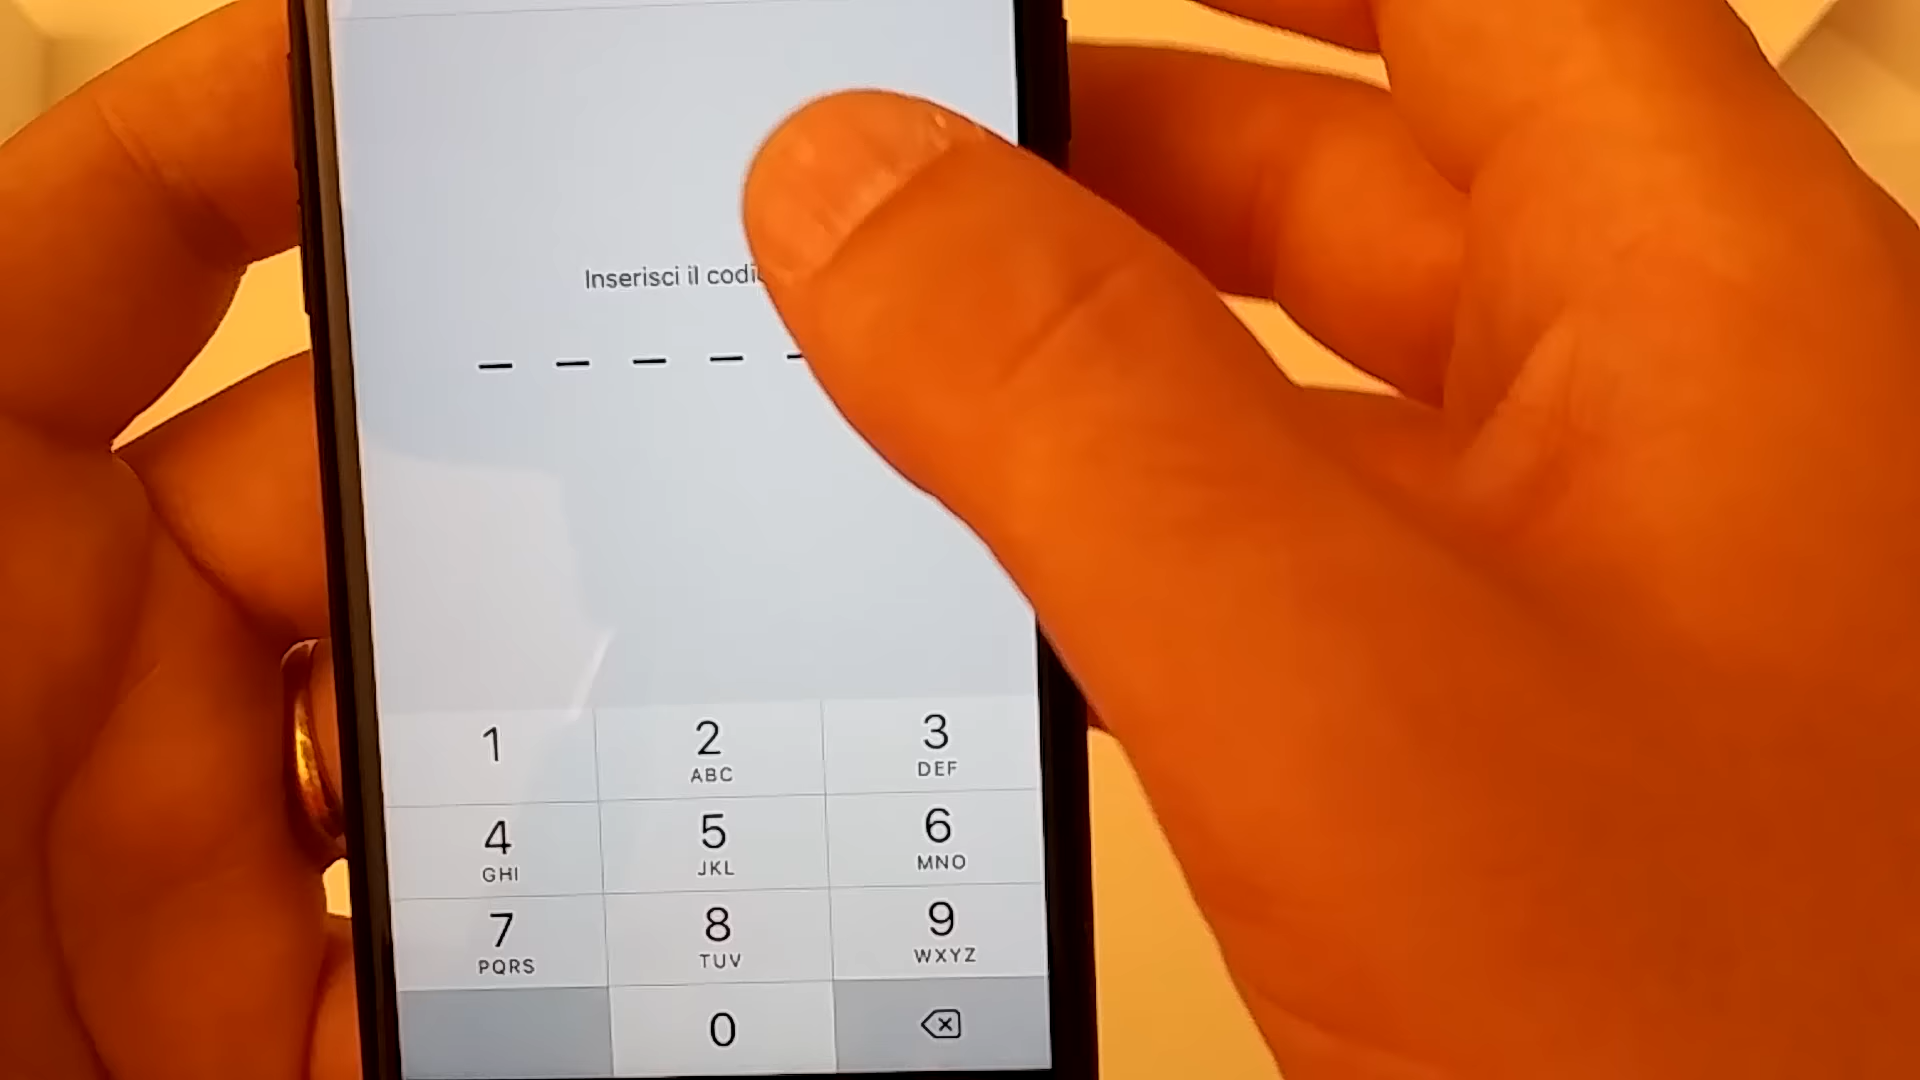 Inserisci il
1 2 3
ABC DEF
4 5 6
GHI JKL MNO
7 8 9
PQRS TUV WXYZ
0